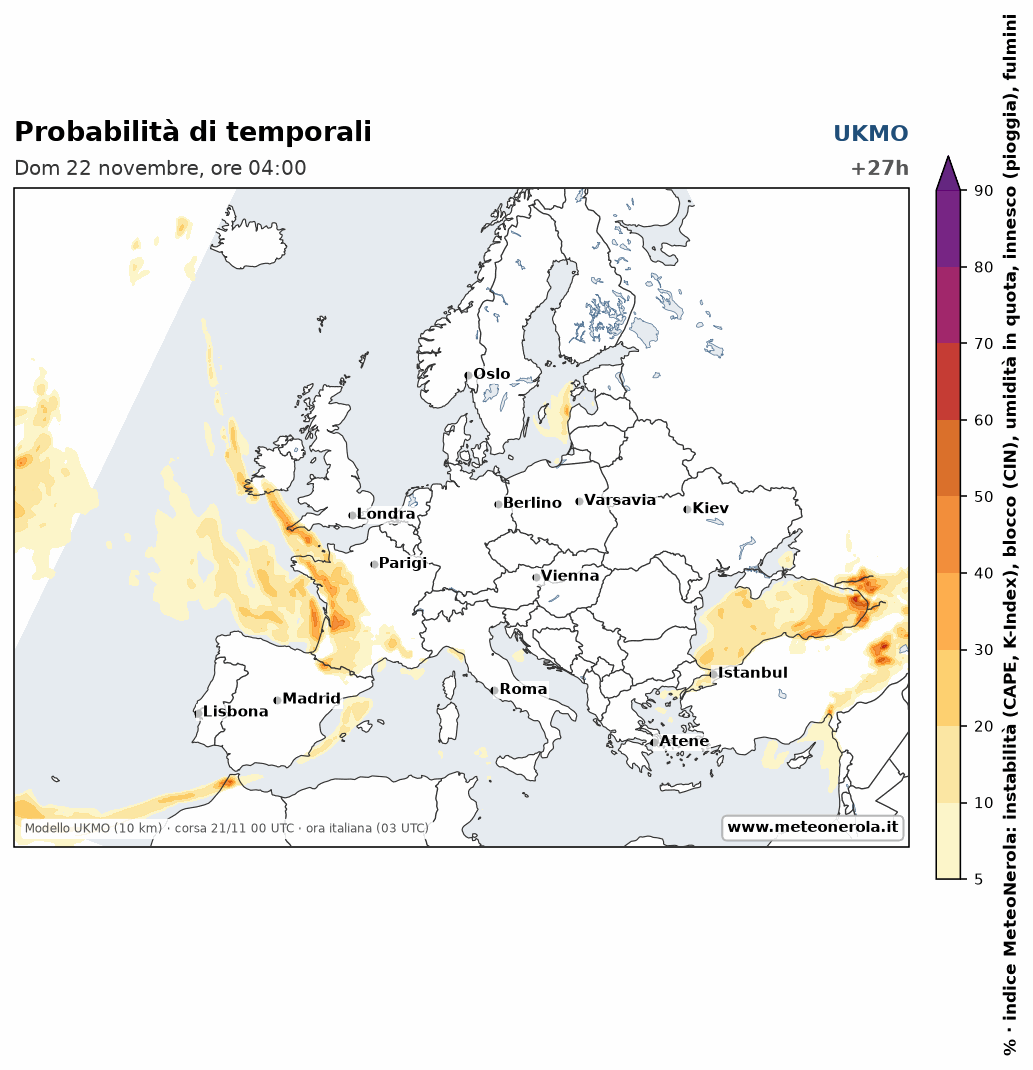 Probabilità di temporali
UKMO
Dom 22 novembre, ore 04:00
+27h
90
80
70
60
50
40
30
20
10
5
% · indice MeteoNerola: instabilità (CAPE, K-Index), blocco (CIN), umidità in quota, innesco (pioggia), fulmini
Oslo
Berlino
Varsavia
Kiev
Londra
Parigi
Vienna
Istanbul
Roma
Madrid
Lisbona
Atene
Modello UKMO (10 km) · corsa 21/11 00 UTC · ora italiana (03 UTC)
www.meteonerola.it